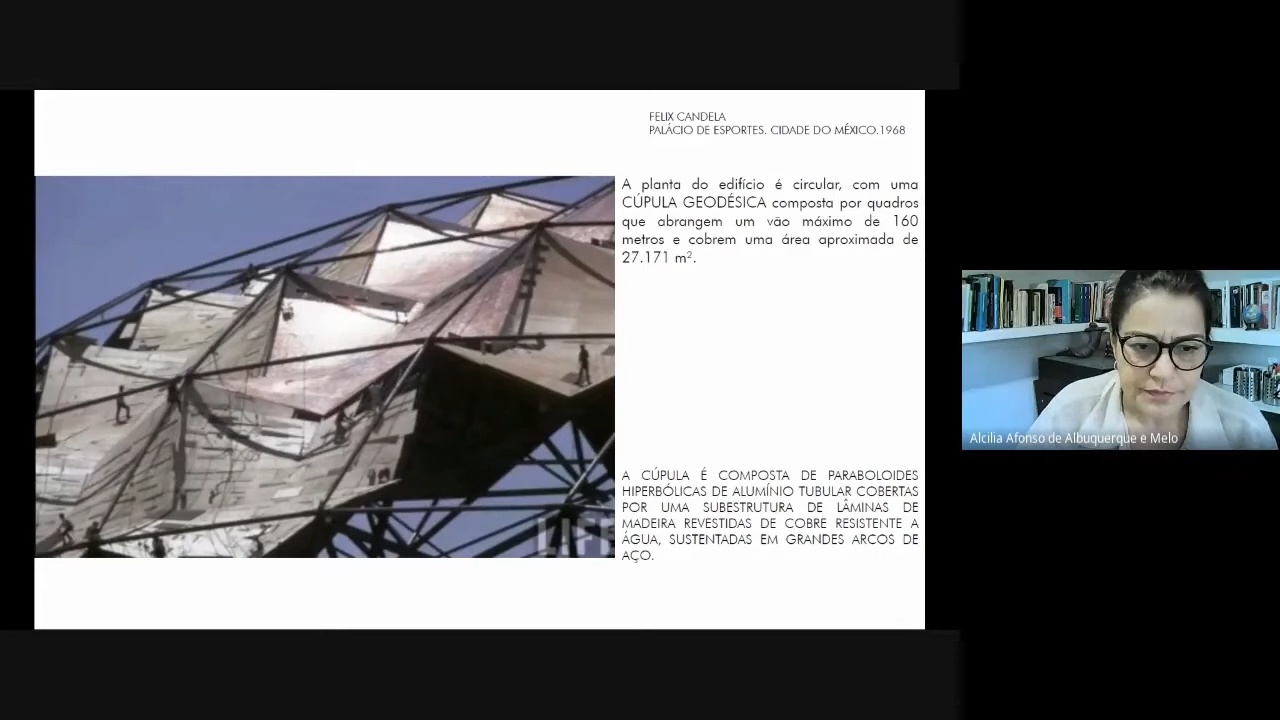 FELIX CANDELA
PALÁCIO DE ESPORTES. CIDADE DO MÉXICO.1968
A planta do edifício é circular, com uma
CÚPULA GEODÉSICA composta por quadros
que abrangem um vão máximo de 160
metros e cobrem uma área aproximada de
27.171 m².
A CÚPULA É COMPOSTA DE PARABOLOIDES
HIPERBÓLICAS DE ALUMÍNIO TUBULAR COBERTAS
POR UMA SUBESTRUTURA DE LÂMINAS DE
MADEIRA REVESTIDAS DE COBRE RESISTENTE A
ÁGUA, SUSTENTADAS EM GRANDES ARCOS DE
AÇO.
LIFE
Alcilia Afonso de Albuquerque e Melo